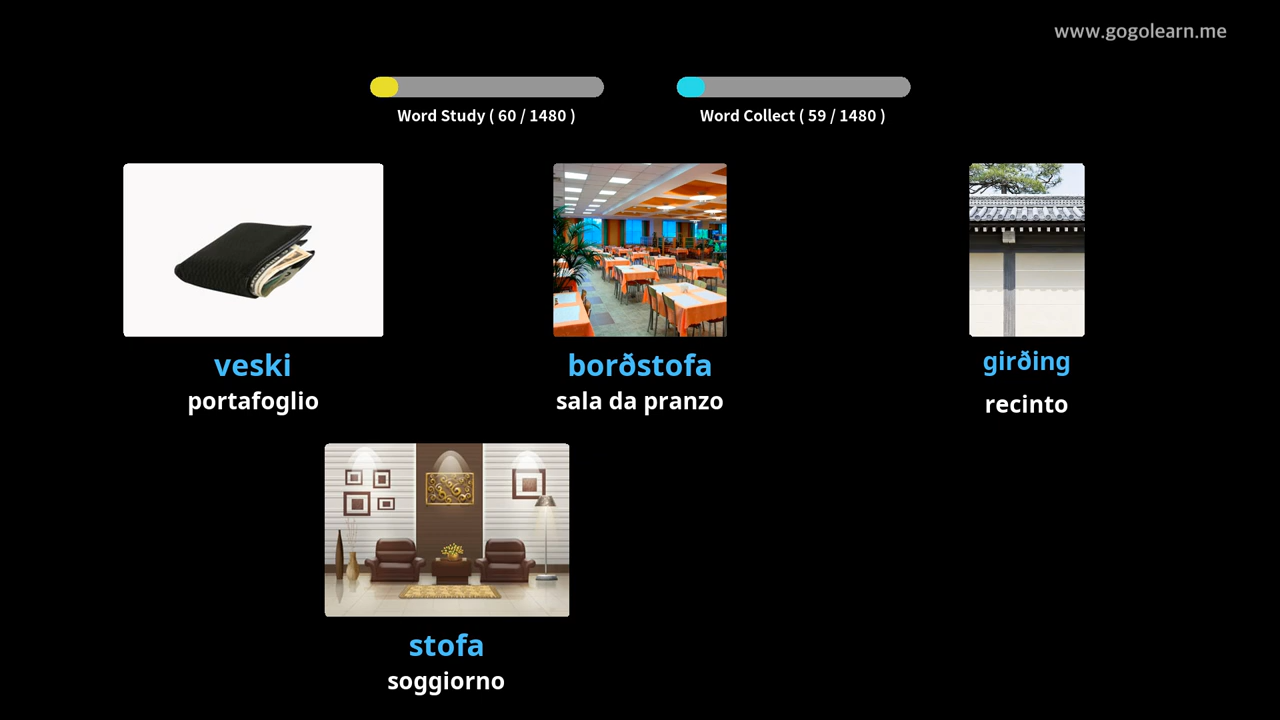 www.gogolearn.me
Word Study ( 60 / 1480 )
Word Collect ( 59 / 1480 )
veski
portafoglio
borðstofa
sala da pranzo
girðing
recinto
stofa
soggiorno